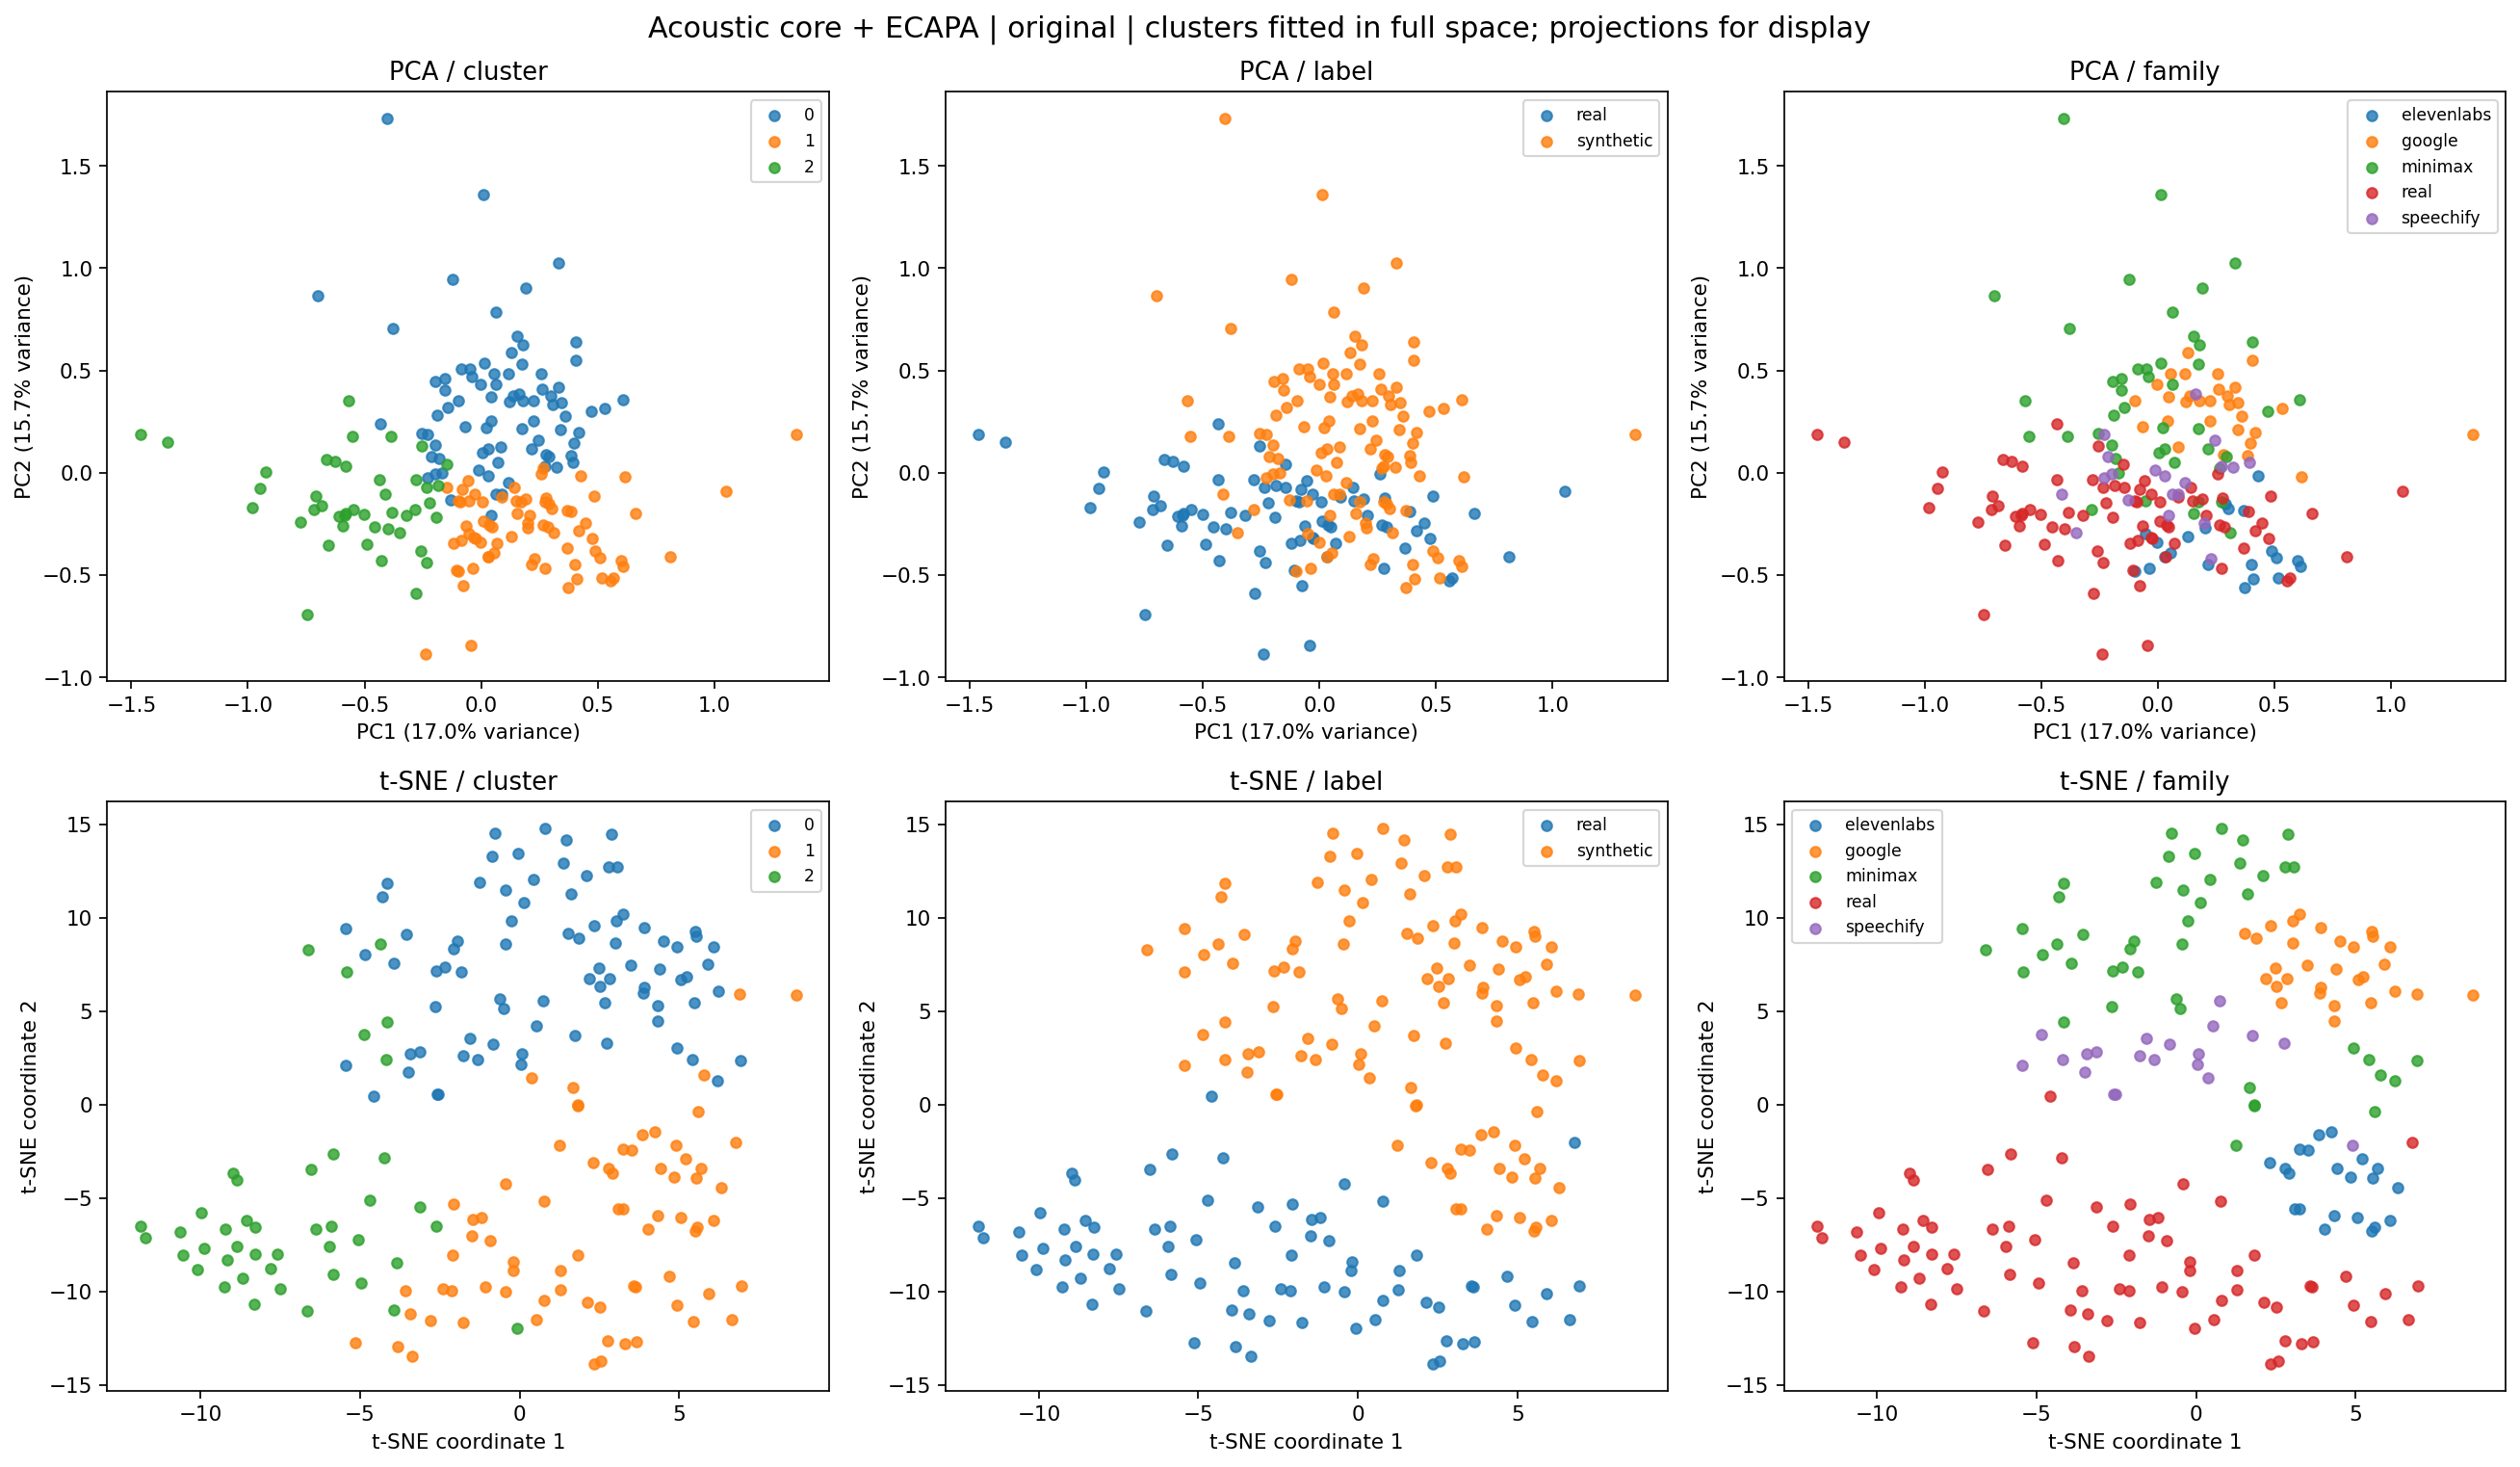 Acoustic core + ECAPA | original | clusters fitted in full space; projections for display
PCA / cluster
0
1
2
1.5
1.0
0.5
0.0
−0.5
−1.0
PC2 (15.7% variance)
−1.5
−1.0
−0.5
0.0
0.5
1.0
PC1 (17.0% variance)
PCA / label
real
synthetic
1.5
1.0
0.5
0.0
−0.5
−1.0
PC2 (15.7% variance)
−1.5
−1.0
−0.5
0.0
0.5
1.0
PC1 (17.0% variance)
PCA / family
elevenlabs
google
minimax
real
speechify
1.5
1.0
0.5
0.0
−0.5
−1.0
PC2 (15.7% variance)
−1.5
−1.0
−0.5
0.0
0.5
1.0
PC1 (17.0% variance)
t-SNE / cluster
0
1
2
15
10
5
0
−5
−10
−15
t-SNE coordinate 2
−10
−5
0
5
t-SNE coordinate 1
t-SNE / label
real
synthetic
15
10
5
0
−5
−10
−15
t-SNE coordinate 2
−10
−5
0
5
t-SNE coordinate 1
t-SNE / family
elevenlabs
google
minimax
real
speechify
15
10
5
0
−5
−10
−15
t-SNE coordinate 2
−10
−5
0
5
t-SNE coordinate 1